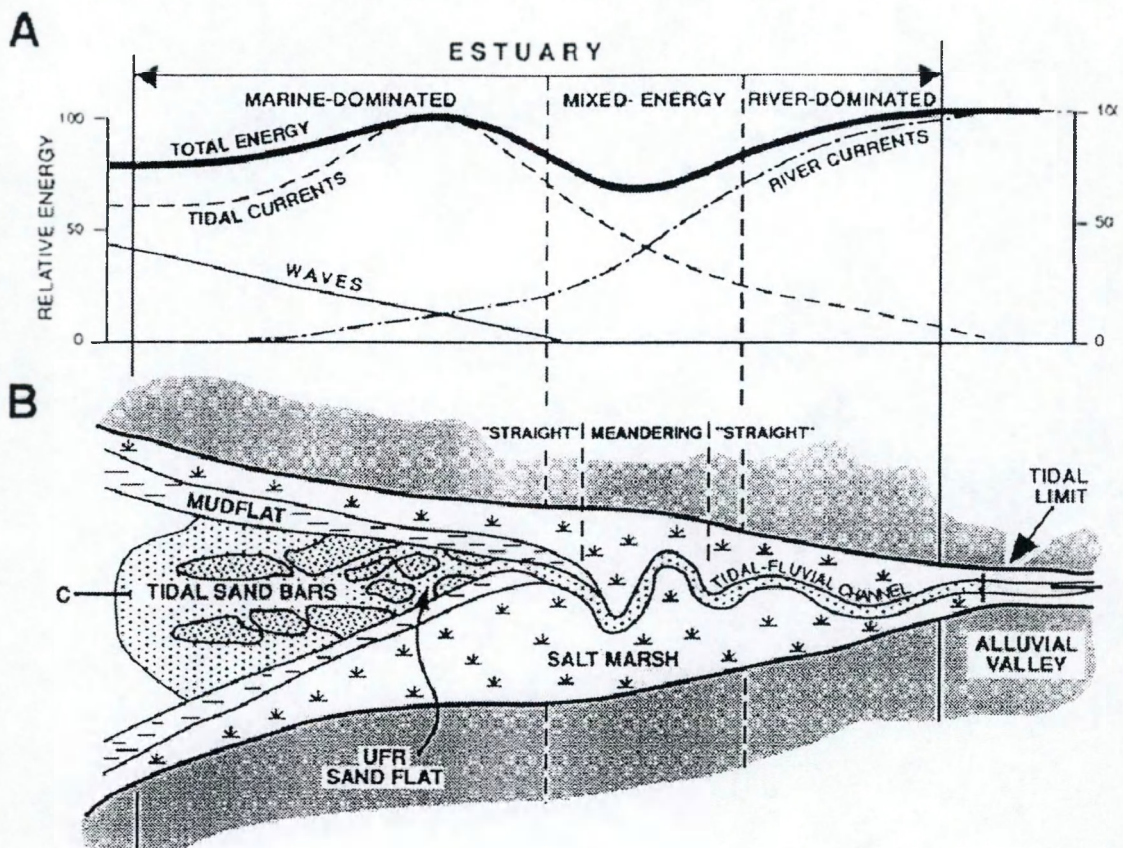 A
ESTUARY
MARINE-DOMINATED
MIXED- ENERGY
RIVER-DOMINATED
100
50
0
RELATIVE ENERGY
TOTAL ENERGY
TIDAL CURRENTS
WAVES
RIVER CURRENTS
50
0
B
"STRAIGHT"
MEANDERING
"STRAIGHT"
TIDAL
LIMIT
MUDFLAT
C
TIDAL SAND BARS
TIDAL-FLUVIAL CHANNEL
SALT MARSH
ALLUVIAL
VALLEY
UFR
SAND FLAT